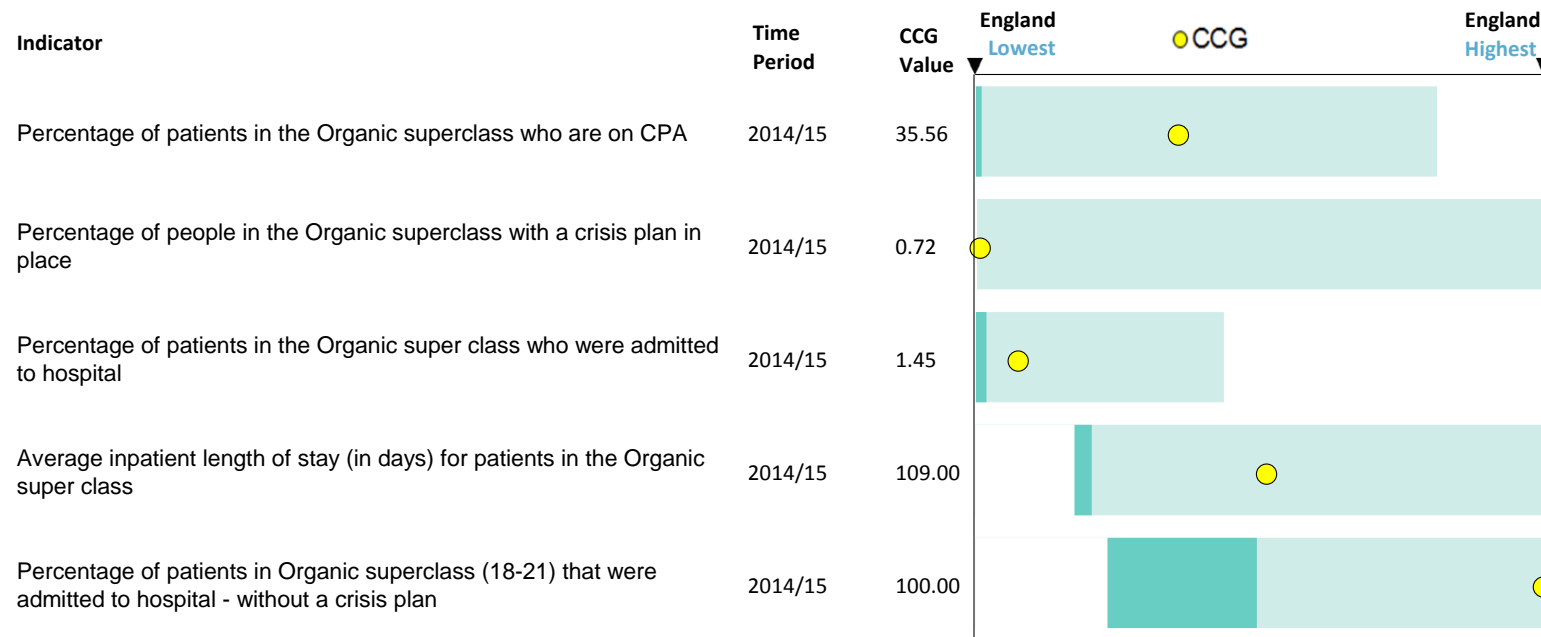 Indicator Time Period CCG Value England Lowest CCG England Highest
Percentage of patients in the Organic superclass who are on CPA 2014/15 35.56
Percentage of people in the Organic superclass with a crisis plan in
place 2014/15 0.72
Percentage of patients in the Organic super class who were admitted
to hospital 2014/15 1.45
Average inpatient length of stay (in days) for patients in the Organic
super class 2014/15 109.00
Percentage of patients in Organic superclass (18-21) that were
admitted to hospital - without a crisis plan 2014/15 100.00